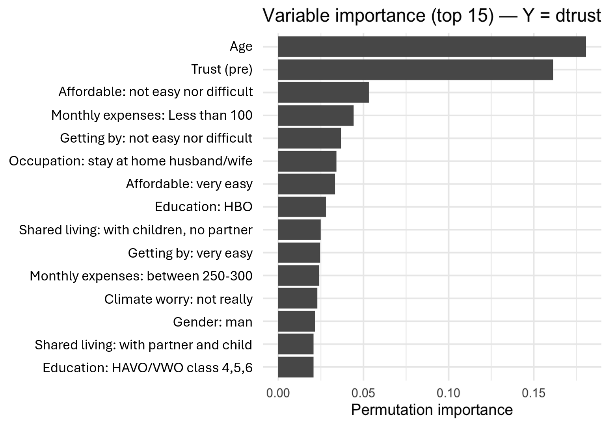 Variable importance (top 15) — Y = dtrust
Age
Trust (pre)
Affordable: not easy nor difficult
Monthly expenses: Less than 100
Getting by: not easy nor difficult
Occupation: stay at home husband/wife
Affordable: very easy
Education: HBO
Shared living: with children, no partner
Getting by: very easy
Monthly expenses: between 250-300
Climate worry: not really
Gender: man
Shared living: with partner and child
Education: HAVO/VWO class 4,5,6
0.00 0.05 0.10 0.15
Permutation importance